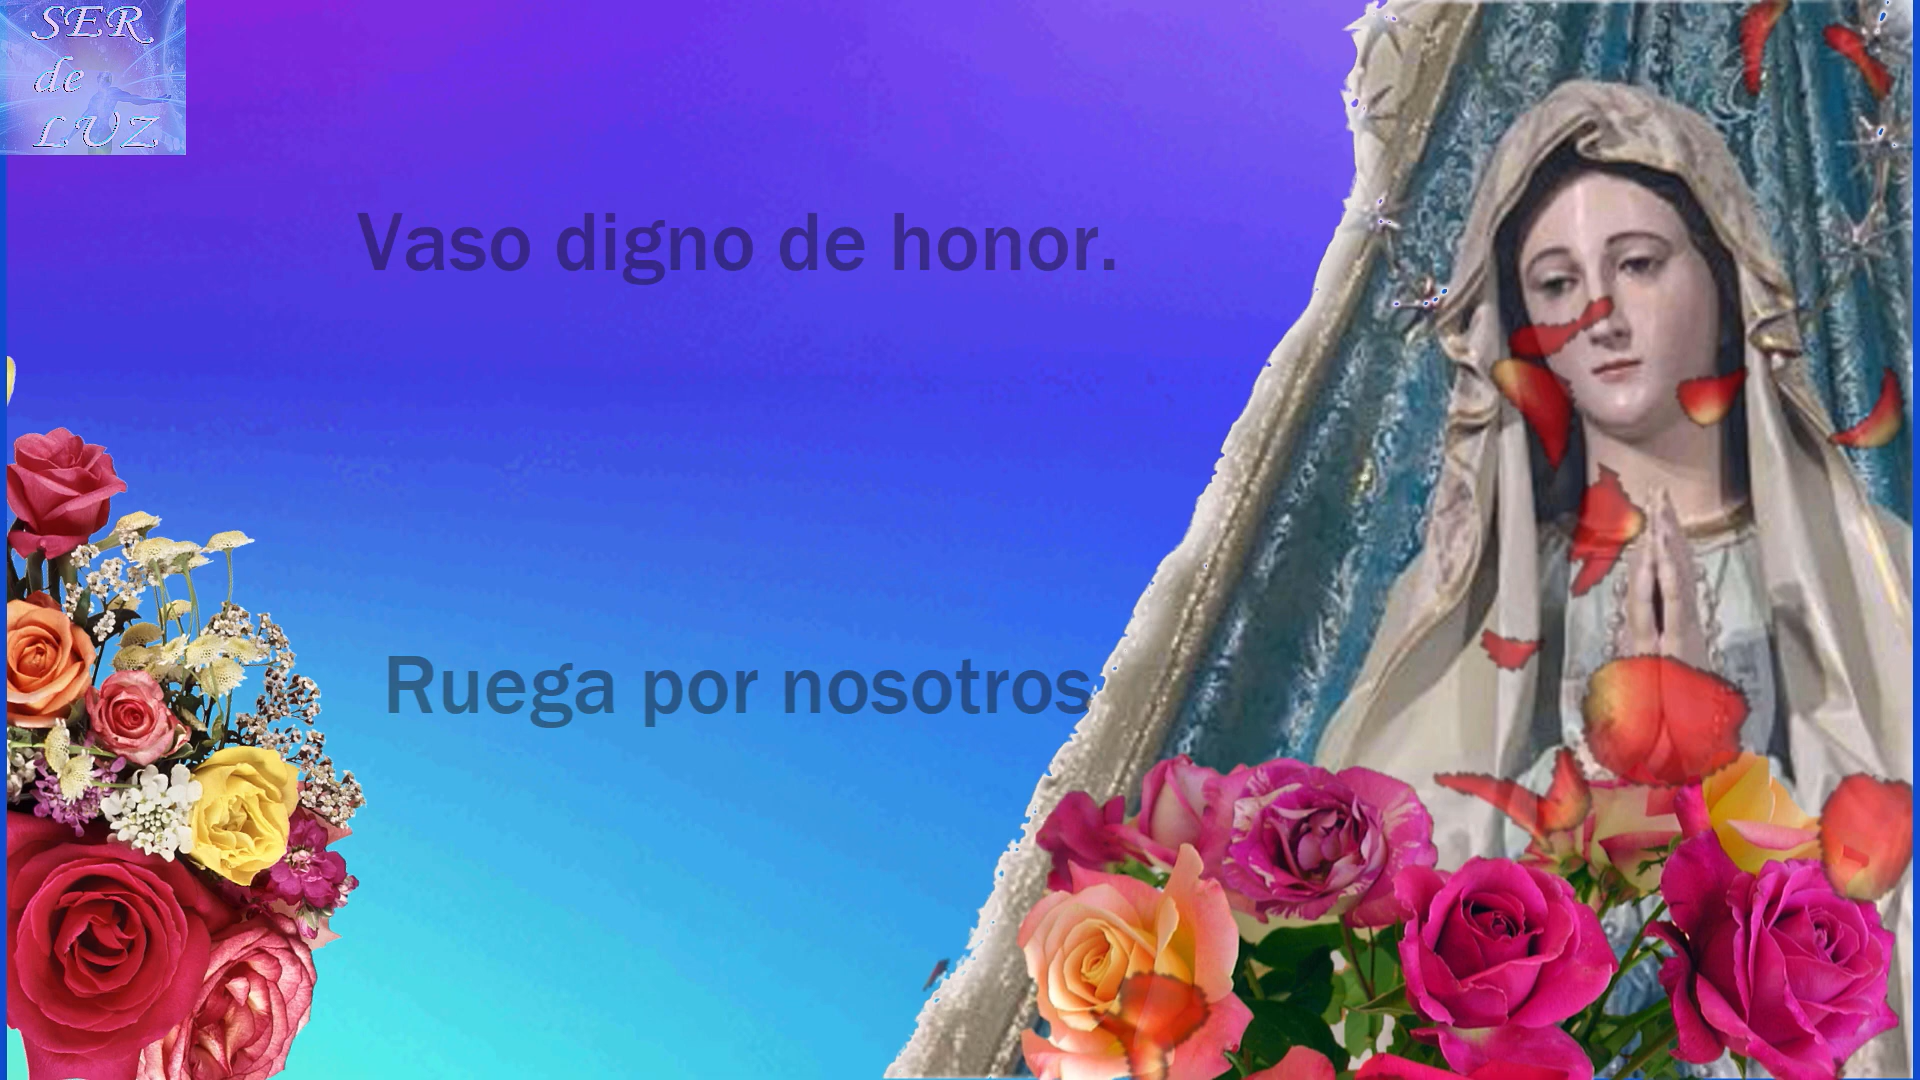 SER
de
LUZ
Vaso digno de honor.
Ruega por nosotros